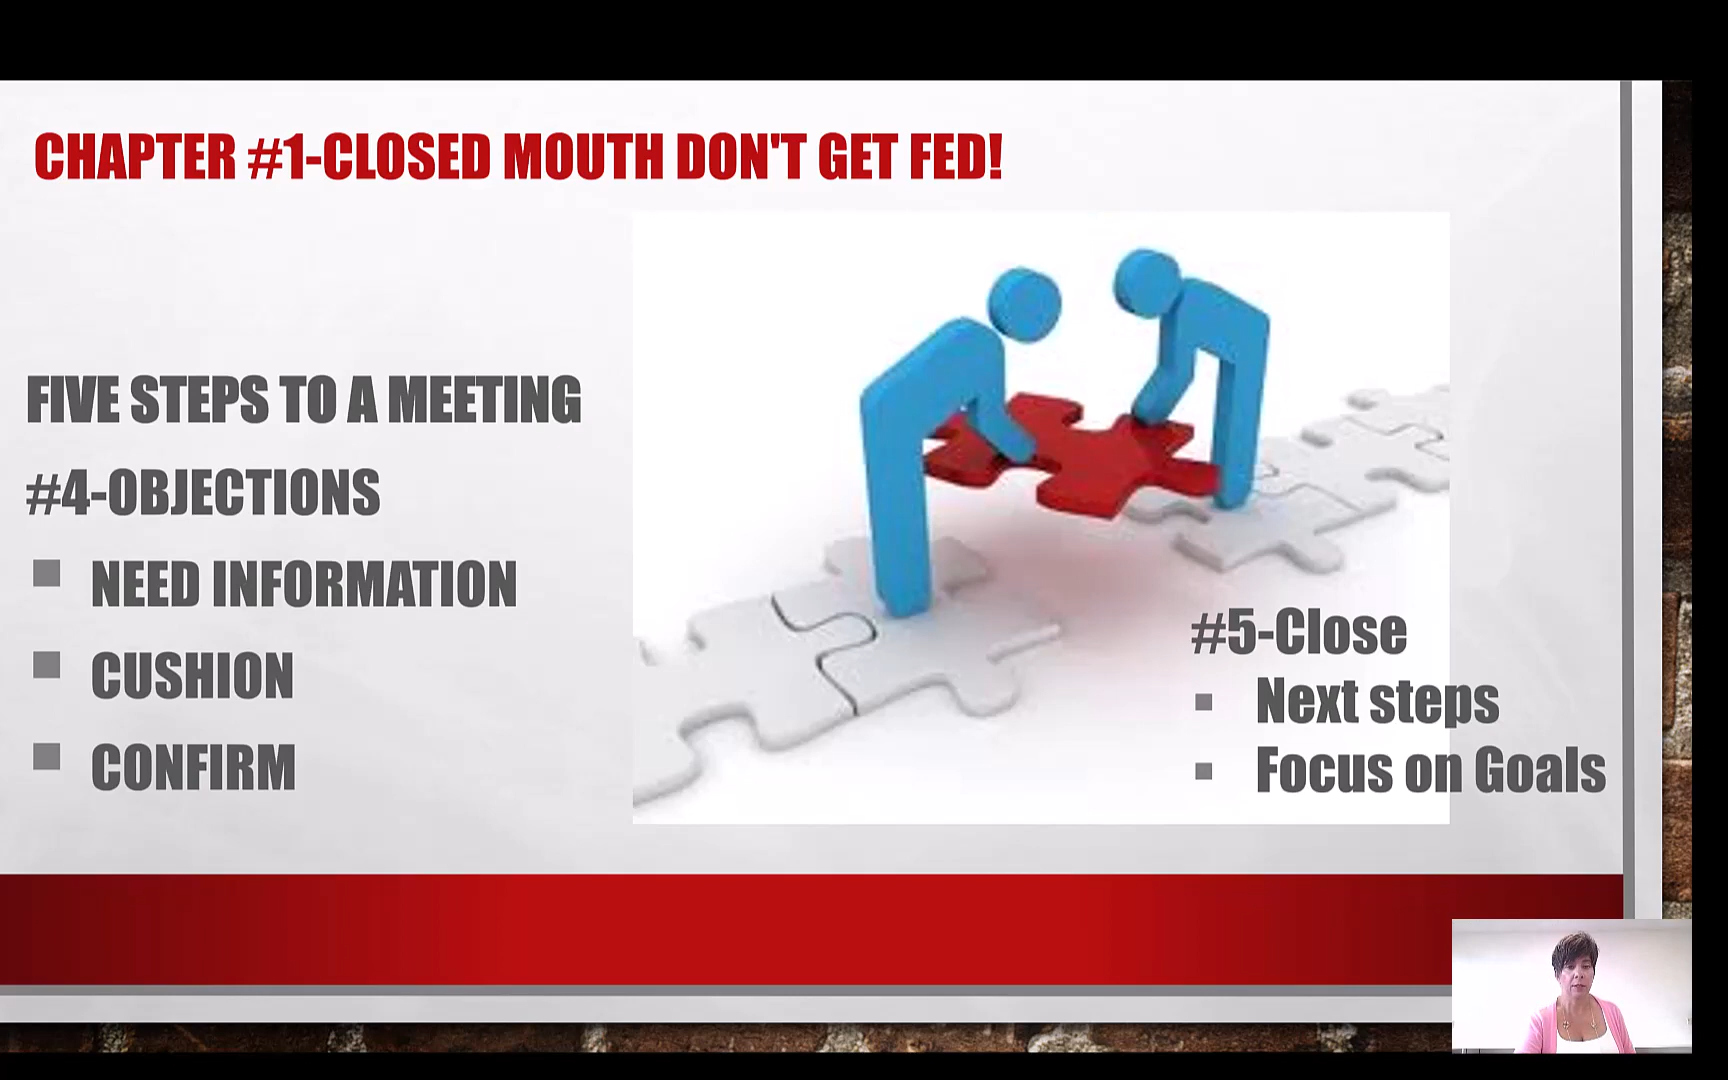 CHAPTER #1-CLOSED MOUTH DON'T GET FED!
FIVE STEPS TO A MEETING
#4-OBJECTIONS
NEED INFORMATION
CUSHION
CONFIRM
#5-Close
Next steps
Focus on Goals